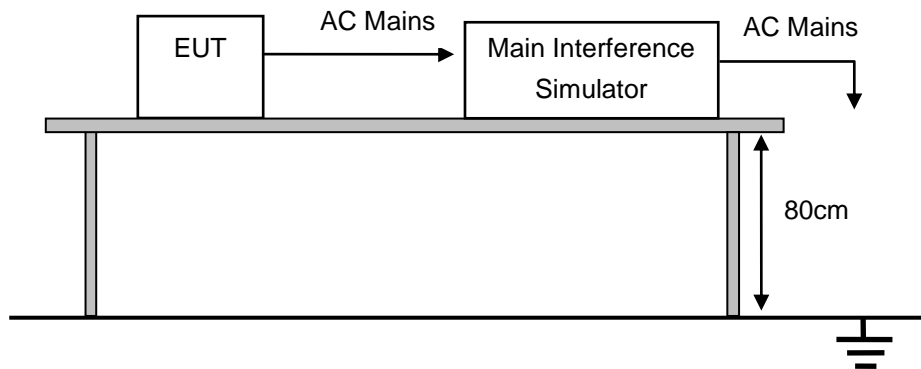 AC Mains
AC Mains
EUT
Main Interference
Simulator
80cm